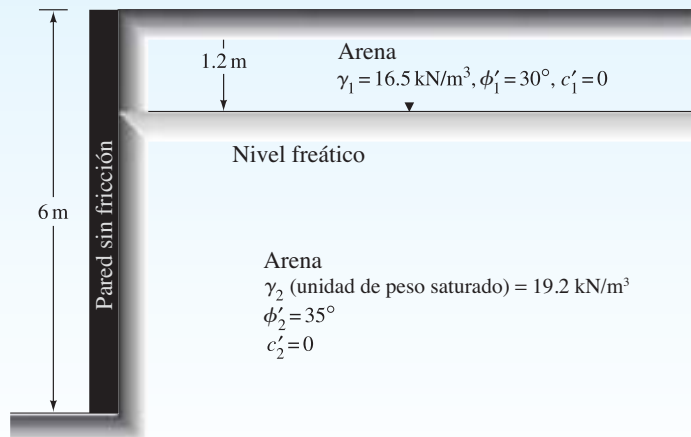 1.2 m
Arena
γ₁ = 16.5 kN/m³, ϕ′₁ = 30°, c′₁ = 0
Nivel freático
6 m
Pared sin fricción
Arena
γ₂ (unidad de peso saturado) = 19.2 kN/m³
ϕ′₂ = 35°
c′₂ = 0